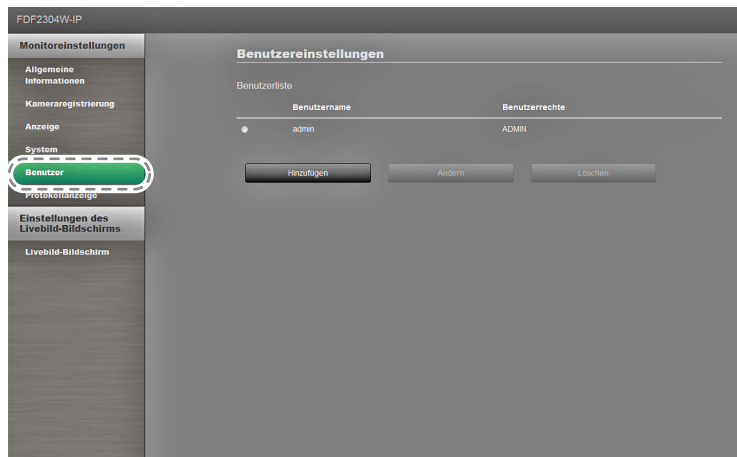 FDF2304W-IP
Monitoreinstellungen
Allgemeine
Informationen
Kameraregistrierung
Anzeige
System
Benutzer
Protokollanzeige
Einstellungen des
Livebild-Bildschirms
Livebild-Bildschirm
Benutzereinstellungen
Benutzerliste
Benutzername Benutzerrechte
admin ADMIN
Hinzufügen Ändern Löschen